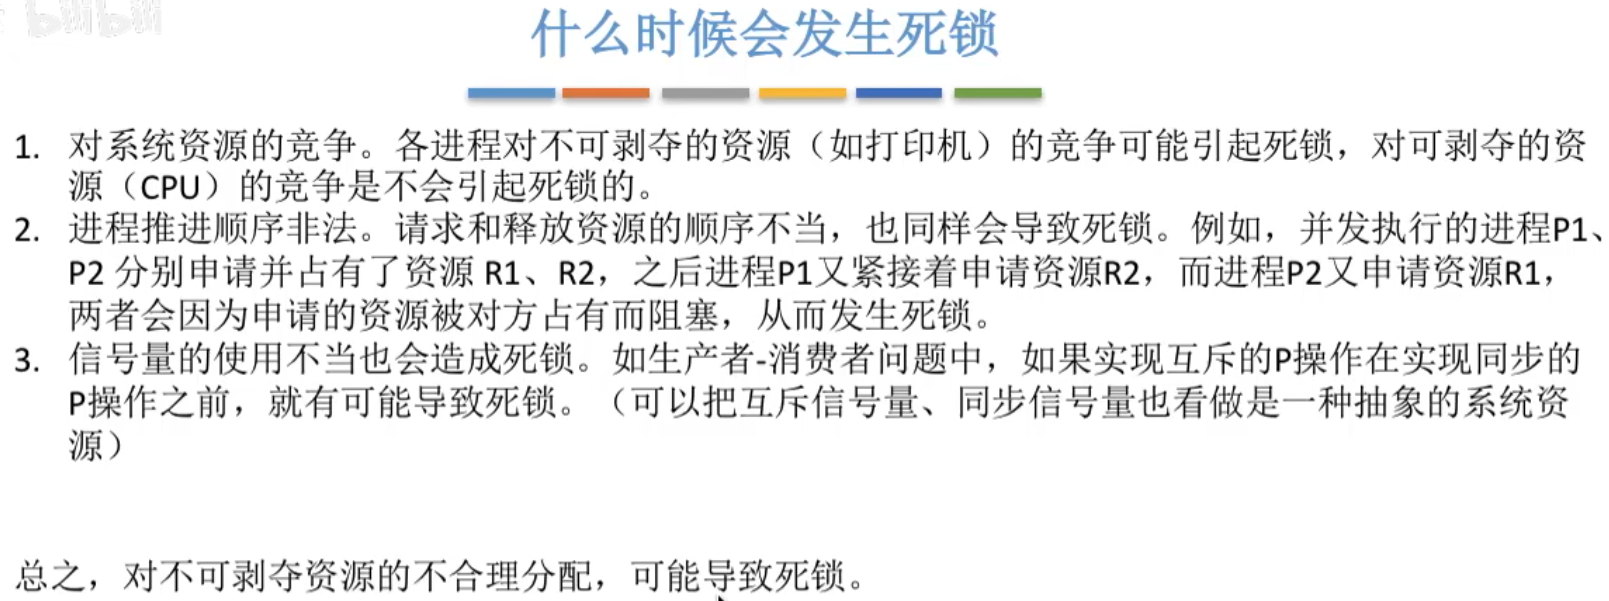 bilibili
什么时候会发生死锁
1. 对系统资源的竞争。各进程对不可剥夺的资源（如打印机）的竞争可能引起死锁，对可剥夺的资
源（CPU）的竞争是不会引起死锁的。
2. 进程推进顺序非法。请求和释放资源的顺序不当，也同样会导致死锁。例如，并发执行的进程P1、
P2 分别申请并占有了资源 R1、R2，之后进程P1又紧接着申请资源R2，而进程P2又申请资源R1，
两者会因为申请的资源被对方占有而阻塞，从而发生死锁。
3. 信号量的使用不当也会造成死锁。如生产者-消费者问题中，如果实现互斥的P操作在实现同步的
P操作之前，就有可能导致死锁。（可以把互斥信号量、同步信号量也看做是一种抽象的系统资
源）
总之，对不可剥夺资源的不合理分配，可能导致死锁。